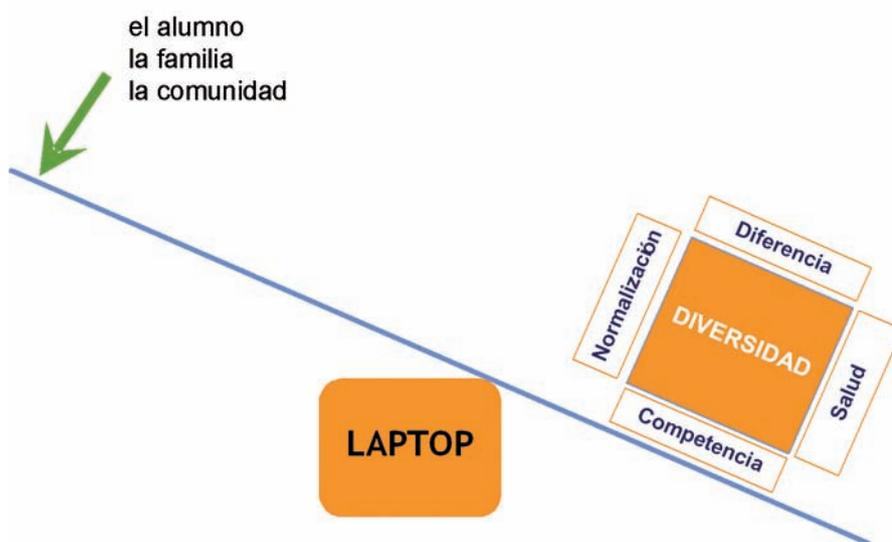 el alumno
la familia
la comunidad
Diferencia
Normalización
DIVERSIDAD
Salud
Competencia
LAPTOP